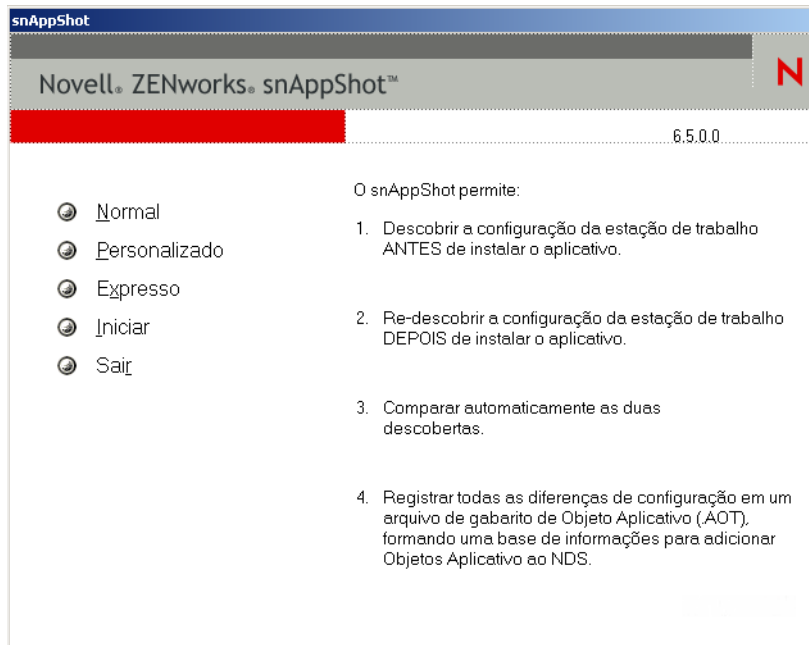 snAppShot
Novell® ZENworks® snAppShot™
N
6.5.0.0
Normal
Personalizado
Expresso
Iniciar
Sair
O snAppShot permite:
1. Descobrir a configuração da estação de trabalho
ANTES de instalar o aplicativo.
2. Re-descobrir a configuração da estação de trabalho
DEPOIS de instalar o aplicativo.
3. Comparar automaticamente as duas
descobertas.
4. Registrar todas as diferenças de configuração em um
arquivo de gabarito de Objeto Aplicativo (.AOT),
formando uma base de informações para adicionar
Objetos Aplicativo ao NDS.